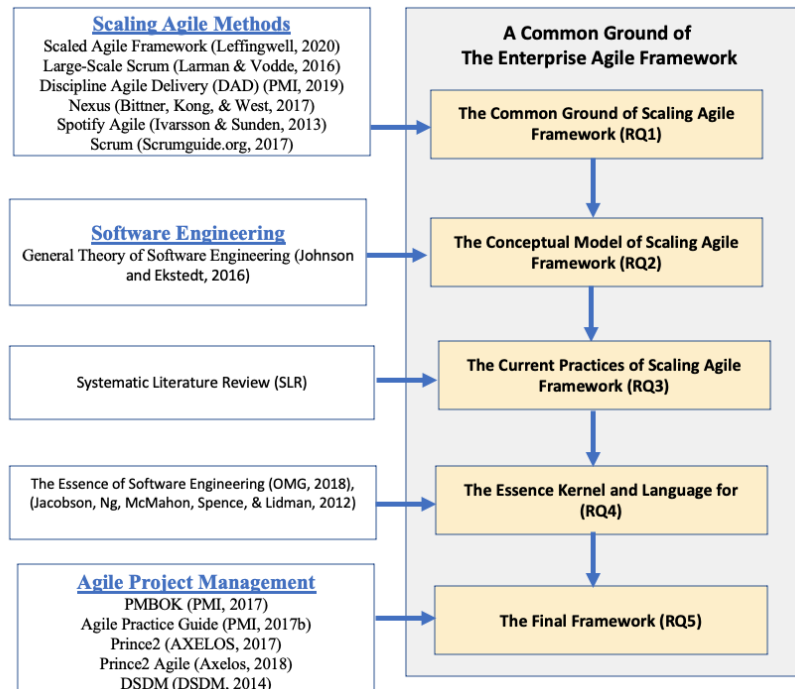 Scaling Agile Methods
Scaled Agile Framework (Leffingwell, 2020)
Large-Scale Scrum (Larman & Vodde, 2016)
Discipline Agile Delivery (DAD) (PMI, 2019)
Nexus (Bittner, Kong, & West, 2017)
Spotify Agile (Ivarsson & Sunden, 2013)
Scrum (Scrumguide.org, 2017)
A Common Ground of
The Enterprise Agile Framework
The Common Ground of Scaling Agile
Framework (RQ1)
Software Engineering
General Theory of Software Engineering (Johnson
and Ekstedt, 2016)
The Conceptual Model of Scaling Agile
Framework (RQ2)
Systematic Literature Review (SLR)
The Current Practices of Scaling Agile
Framework (RQ3)
The Essence of Software Engineering (OMG, 2018),
(Jacobson, Ng, McMahon, Spence, & Lidman, 2012)
The Essence Kernel and Language for
(RQ4)
Agile Project Management
PMBOK (PMI, 2017)
Agile Practice Guide (PMI, 2017b)
Prince2 (AXELOS, 2017)
Prince2 Agile (Axelos, 2018)
DSDM (DSDM, 2014)
The Final Framework (RQ5)